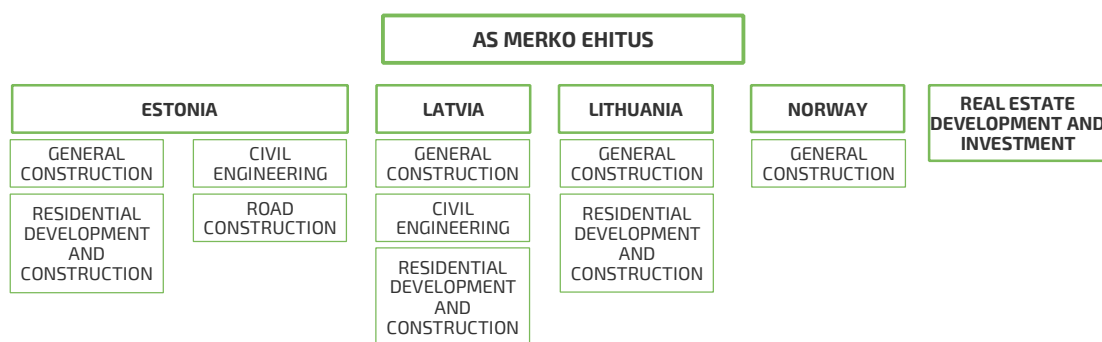 AS MERKO EHITUS
ESTONIA
GENERAL
CONSTRUCTION
RESIDENTIAL
DEVELOPMENT
AND
CONSTRUCTION
CIVIL
ENGINEERING
ROAD
CONSTRUCTION
LATVIA
GENERAL
CONSTRUCTION
CIVIL
ENGINEERING
RESIDENTIAL
DEVELOPMENT
AND
CONSTRUCTION
LITHUANIA
GENERAL
CONSTRUCTION
RESIDENTIAL
DEVELOPMENT
AND
CONSTRUCTION
NORWAY
GENERAL
CONSTRUCTION
REAL ESTATE
DEVELOPMENT AND
INVESTMENT